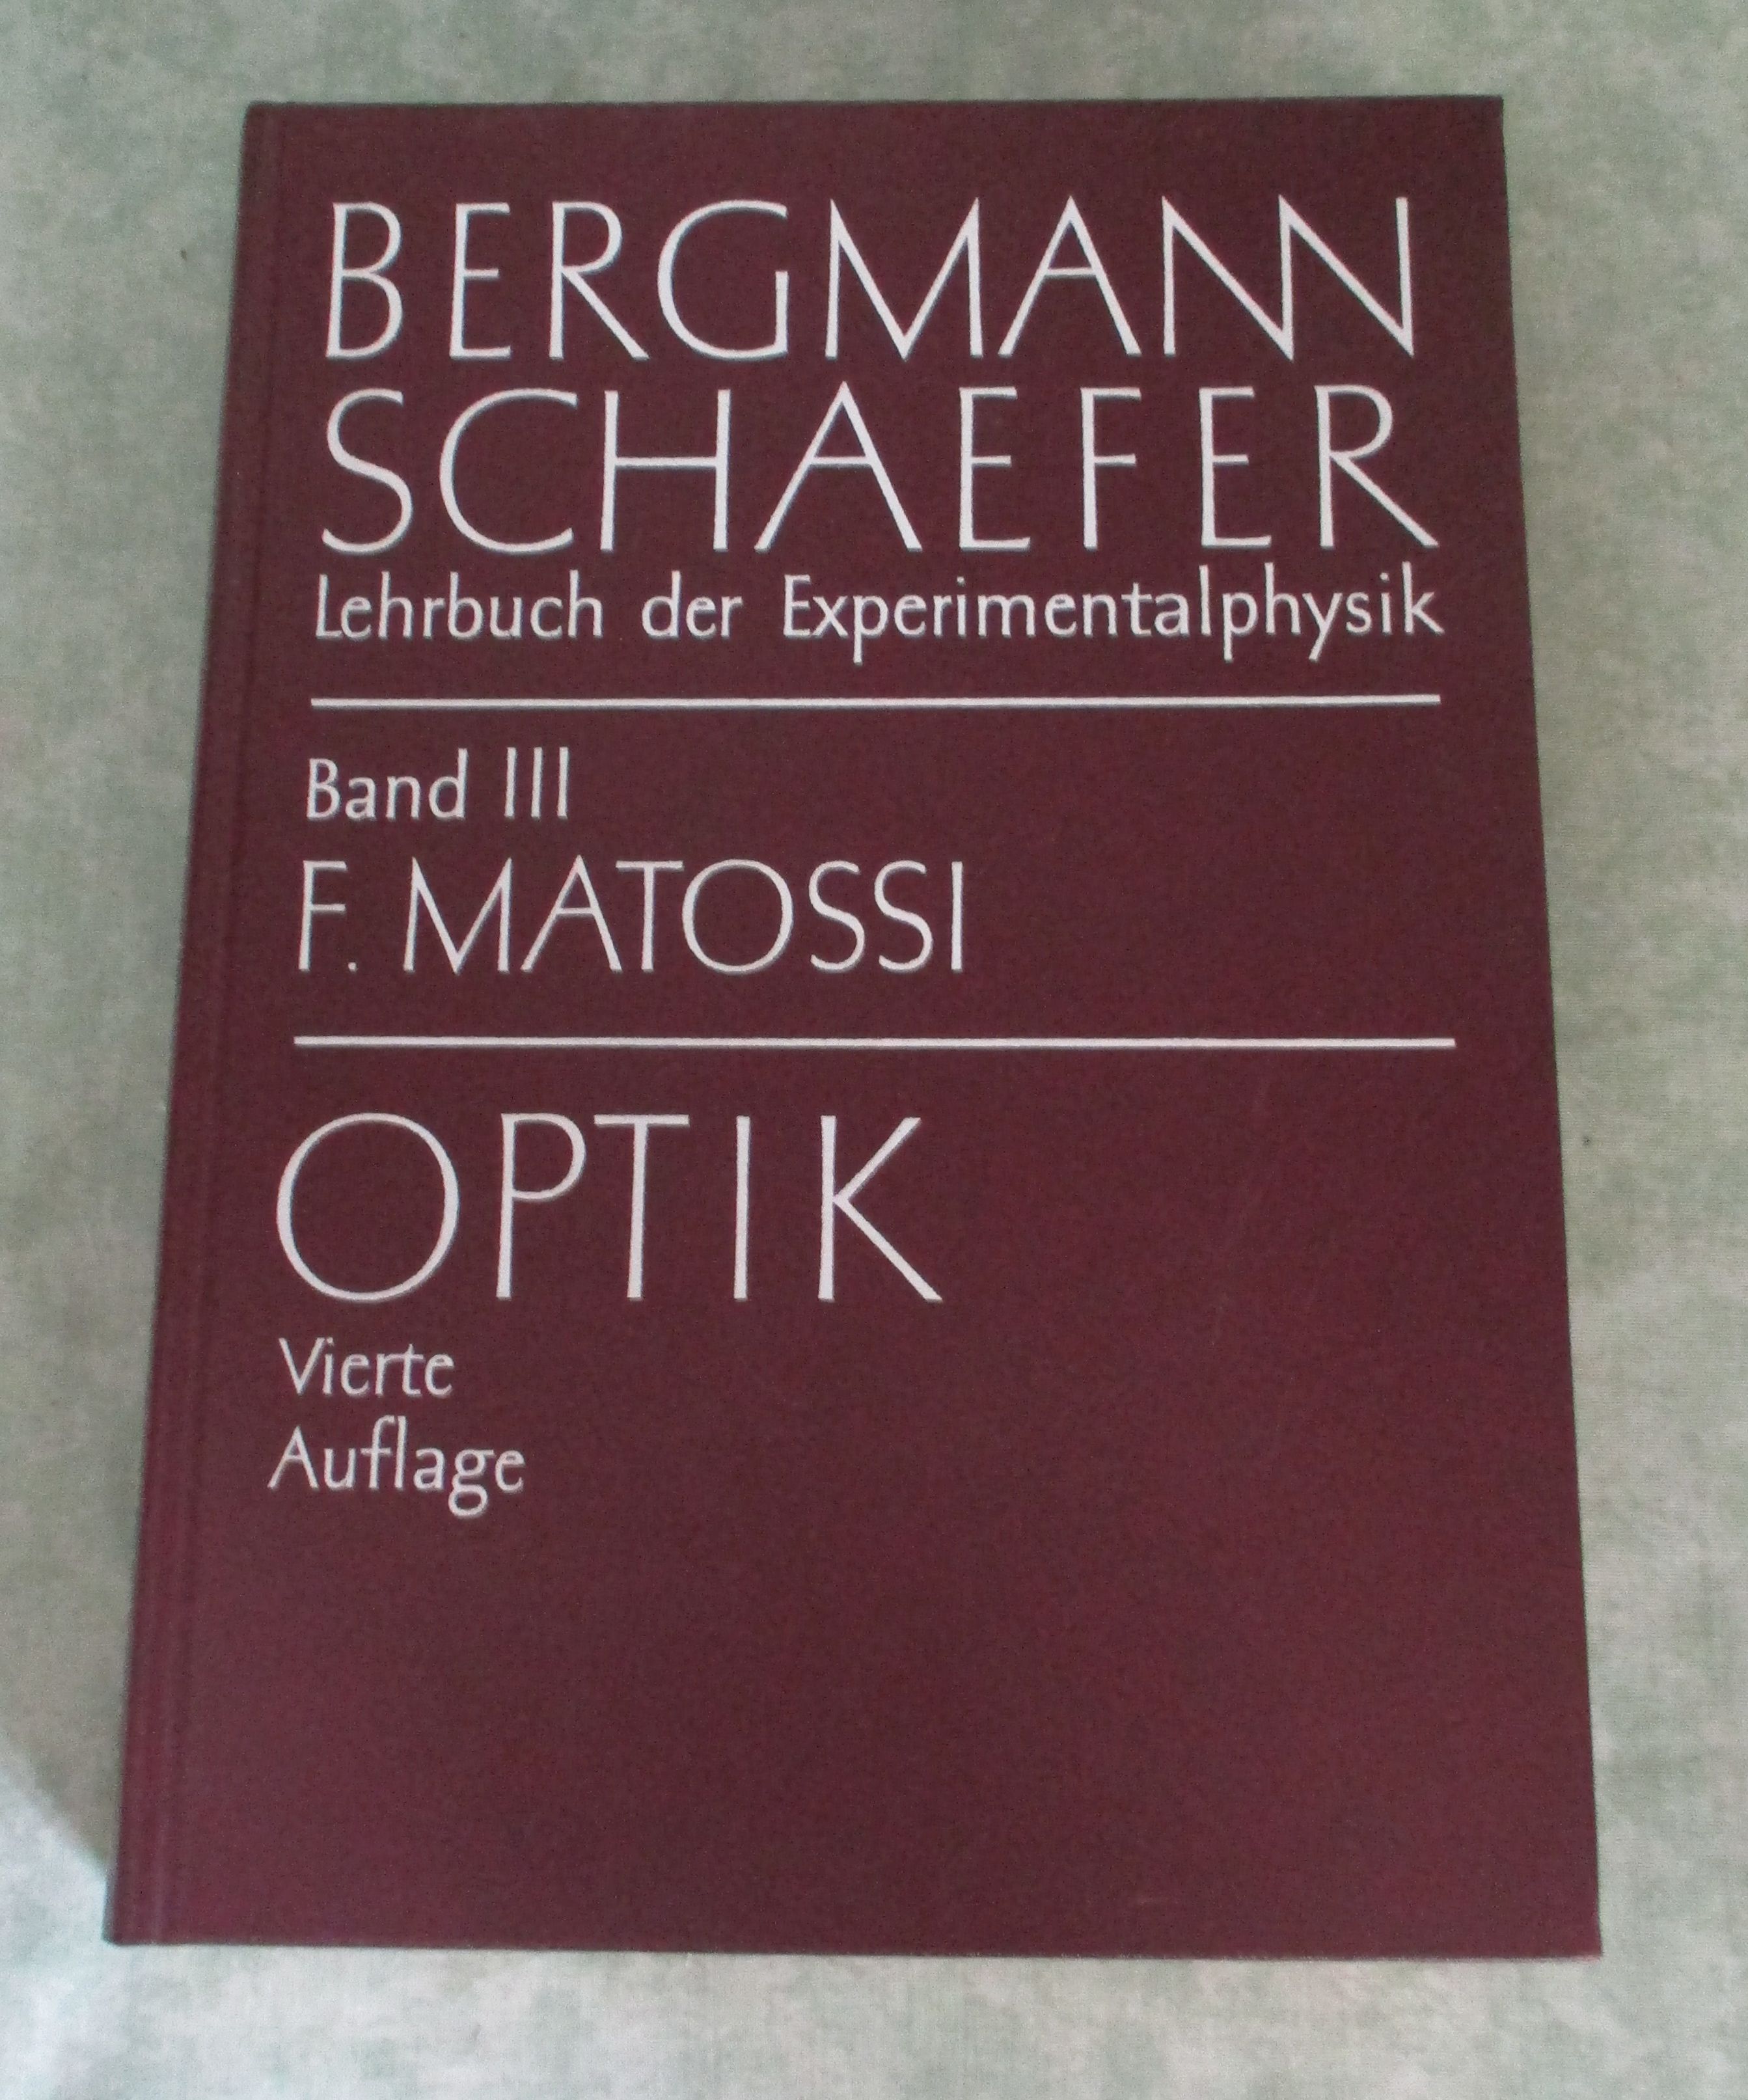 BERGMANN
SCHAEFER
Lehrbuch der Experimentalphysik
Band III
F. MATOSSI
OPTIK
Vierte
Auflage